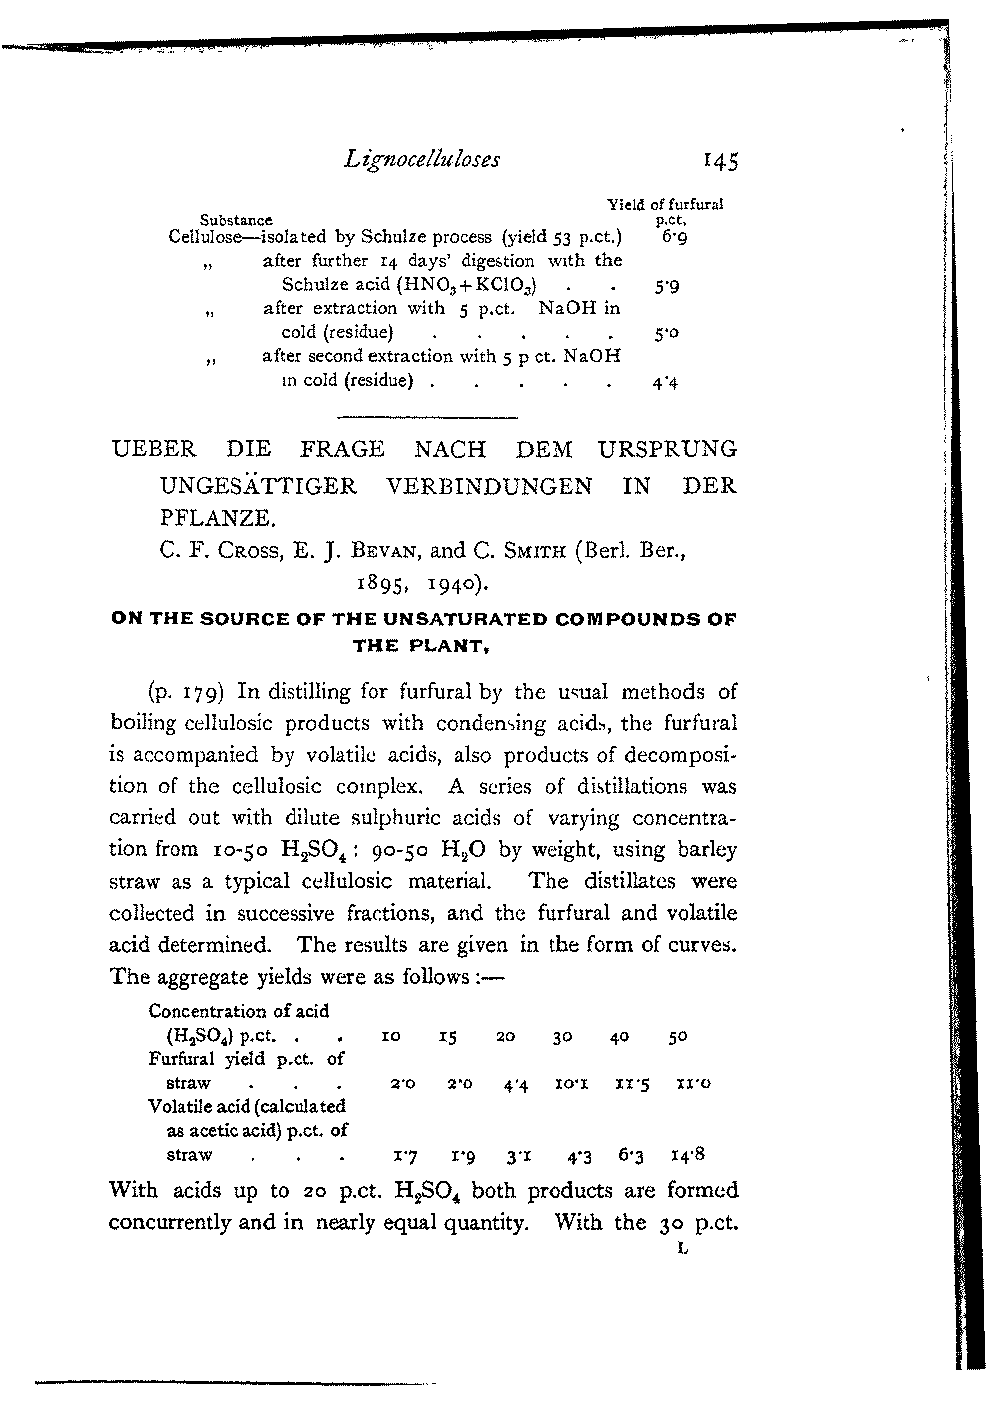 Lignocelluloses 145
Yield of furfural
Substance p.ct.
Cellulose—isolated by Schulze process (yield 53 p.ct.) 6·9
„ after further 14 days' digestion with the
Schulze acid (HNO₃+KClO₃) . . 5·9
„ after extraction with 5 p.ct. NaOH in
cold (residue) . . . . . 5·0
„ after second extraction with 5 p ct. NaOH
in cold (residue) . . . . . 4·4
UEBER DIE FRAGE NACH DEM URSPRUNG
UNGESÄTTIGER VERBINDUNGEN IN DER
PFLANZE.
C. F. CROSS, E. J. BEVAN, and C. SMITH (Berl. Ber.,
1895, 1940).
ON THE SOURCE OF THE UNSATURATED COMPOUNDS OF
THE PLANT,
(p. 179) In distilling for furfural by the usual methods of
boiling cellulosic products with condensing acids, the furfural
is accompanied by volatile acids, also products of decomposi-
tion of the cellulosic complex. A series of distillations was
carried out with dilute sulphuric acids of varying concentra-
tion from 10-50 H₂SO₄ : 90-50 H₂O by weight, using barley
straw as a typical cellulosic material. The distillates were
collected in successive fractions, and the furfural and volatile
acid determined. The results are given in the form of curves.
The aggregate yields were as follows :—
Concentration of acid
(H₂SO₄) p.ct. . . 10 15 20 30 40 50
Furfural yield p.ct. of
straw . . . 2·0 2·0 4·4 10·1 11·5 11·0
Volatile acid (calculated
as acetic acid) p.ct. of
straw . . . 1·7 1·9 3·1 4·3 6·3 14·8
With acids up to 20 p.ct. H₂SO₄ both products are formed
concurrently and in nearly equal quantity. With the 30 p.ct.
L